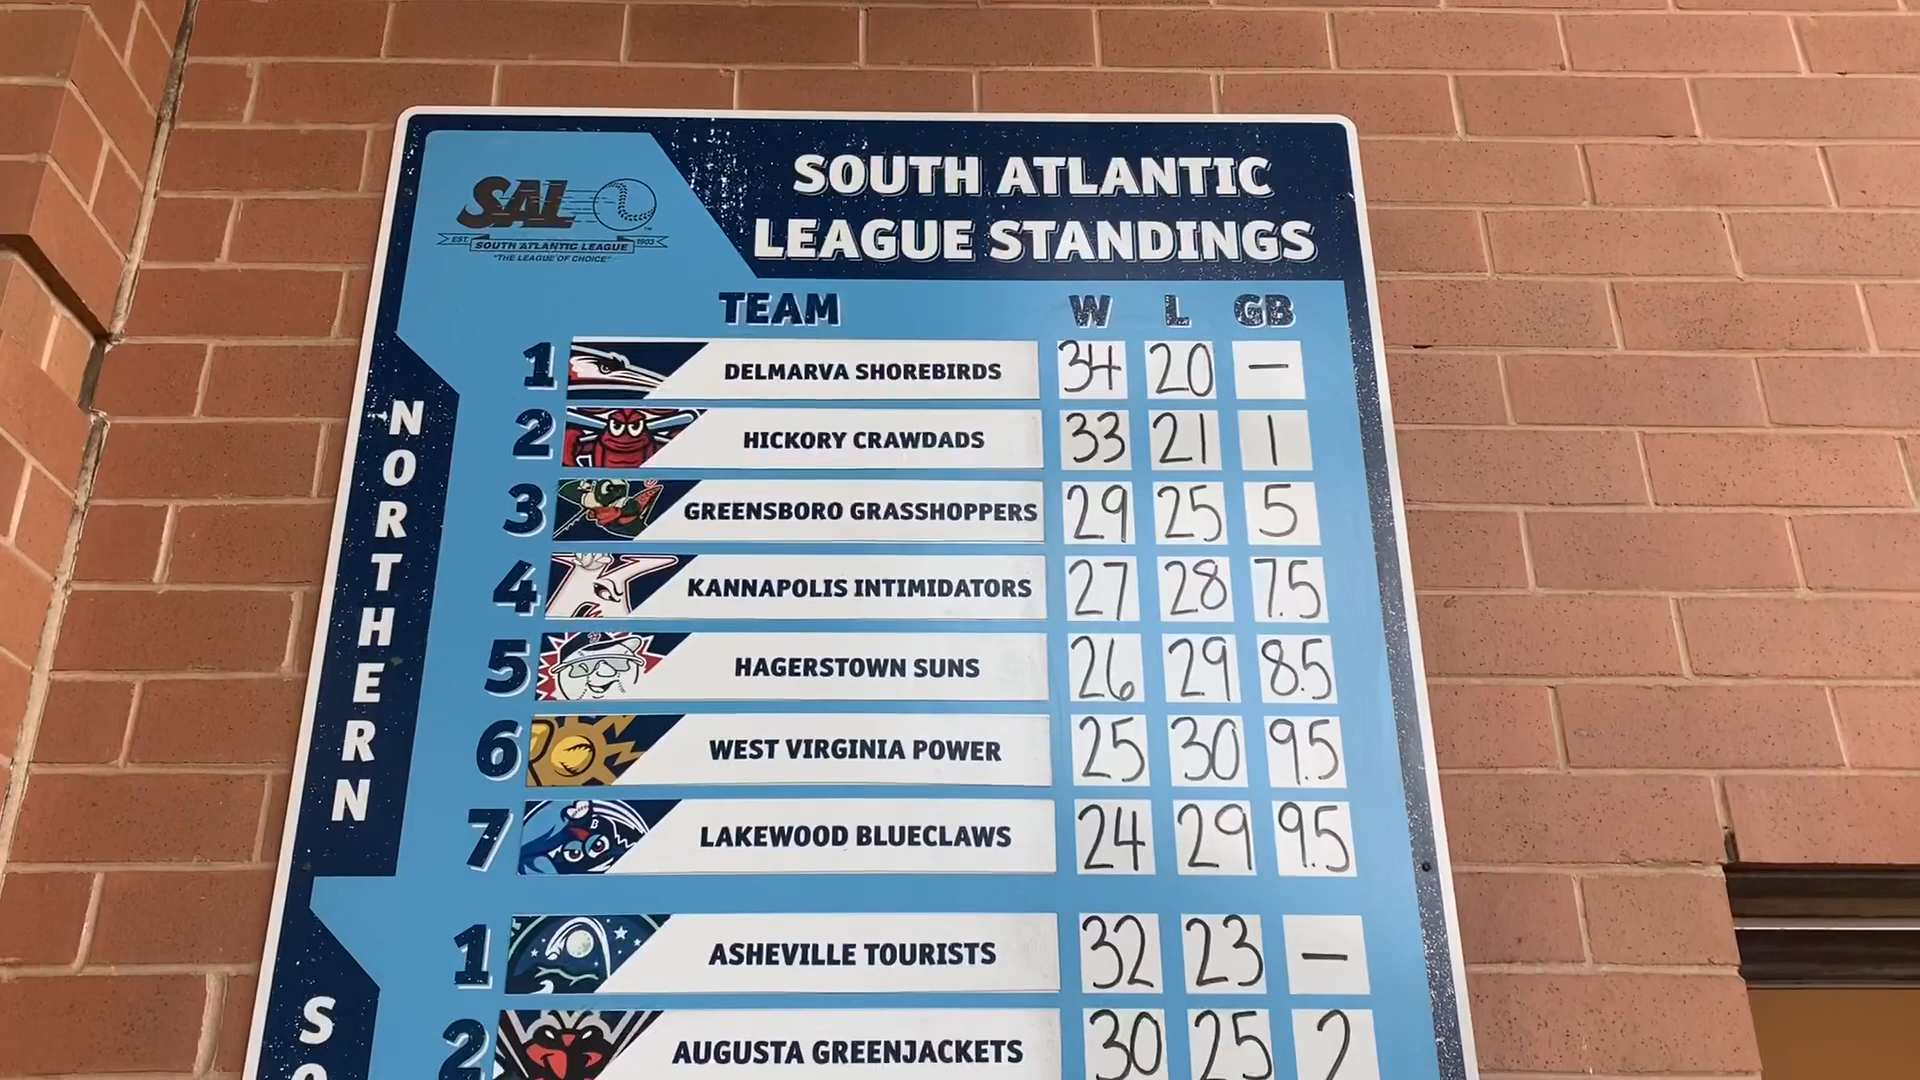 SAL
EST. SOUTH ATLANTIC LEAGUE 1903
"THE LEAGUE OF CHOICE"
SOUTH ATLANTIC
LEAGUE STANDINGS
TEAM W L GB
NORTHERN
1 DELMARVA SHOREBIRDS 34 20 —
2 HICKORY CRAWDADS 33 21 1
3 GREENSBORO GRASSHOPPERS 29 25 5
4 KANNAPOLIS INTIMIDATORS 27 28 7.5
5 HAGERSTOWN SUNS 26 29 8.5
6 WEST VIRGINIA POWER 25 30 9.5
7 LAKEWOOD BLUECLAWS 24 29 9.5
SO
1 ASHEVILLE TOURISTS 32 23 —
2 AUGUSTA GREENJACKETS 30 25 2